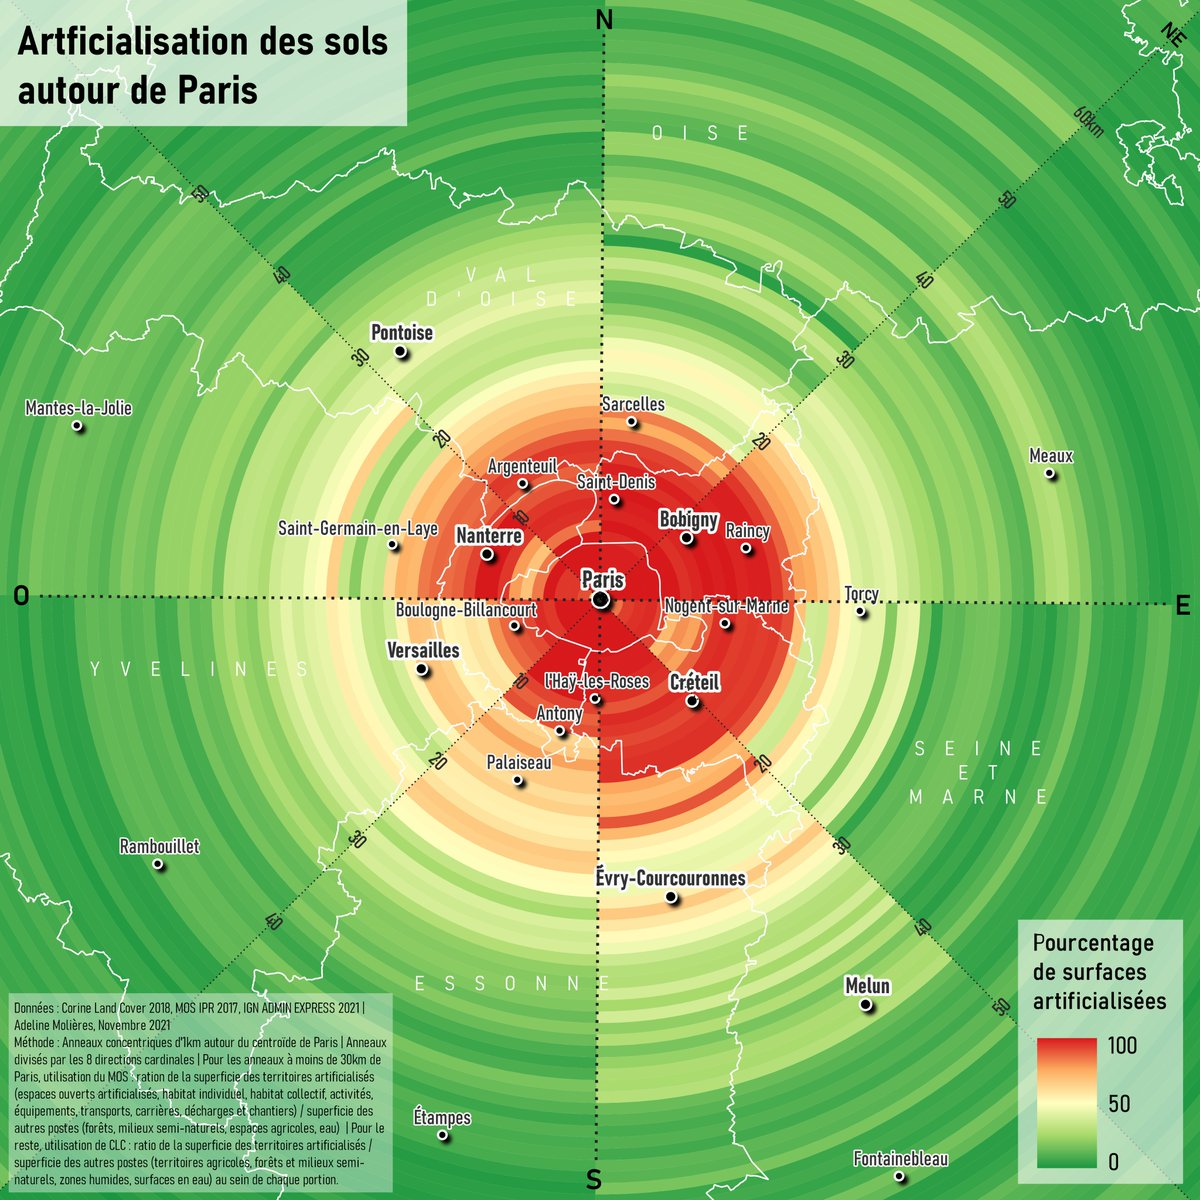 Artficialisation des sols
autour de Paris
N
NE
60km
OISE
50
50
40
40
VAL
D'OISE
Pontoise
30
30
Mantes-la-Jolie
Sarcelles
20
20
Meaux
Argenteuil
Saint-Denis
10
Bobigny
Saint-Germain-en-Laye
Nanterre
Raincy
Paris
O
Torcy
E
Boulogne-Billancourt
Nogent-sur-Marne
Versailles
YVELINES
l'Haÿ-les-Roses
Créteil
10
Antony
Palaiseau
20
20
SEINE
ET
MARNE
Rambouillet
30
30
Évry-Courcouronnes
40
40
ESSONNE
Melun
50
Étampes
Fontainebleau
S
Données : Corine Land Cover 2018, MOS IPR 2017, IGN ADMIN EXPRESS 2021 |
Adeline Molières, Novembre 2021
Méthode : Anneaux concentriques d'1km autour du centroïde de Paris | Anneaux
divisés par les 8 directions cardinales | Pour les anneaux à moins de 30km de
Paris, utilisation du MOS : ration de la superficie des territoires artificialisés
(espaces ouverts artificialisés, habitat individuel, habitat collectif, activités,
équipements, transports, carrières, décharges et chantiers) / superficie des
autres postes (forêts, milieux semi-naturels, espaces agricoles, eau) | Pour le
reste, utilisation de CLC : ratio de la superficie des territoires artificialisés /
superficie des autres postes (territoires agricoles, forêts et milieux semi-
naturels, zones humides, surfaces en eau) au sein de chaque portion.
Pourcentage
de surfaces
artificialisées
100
50
0